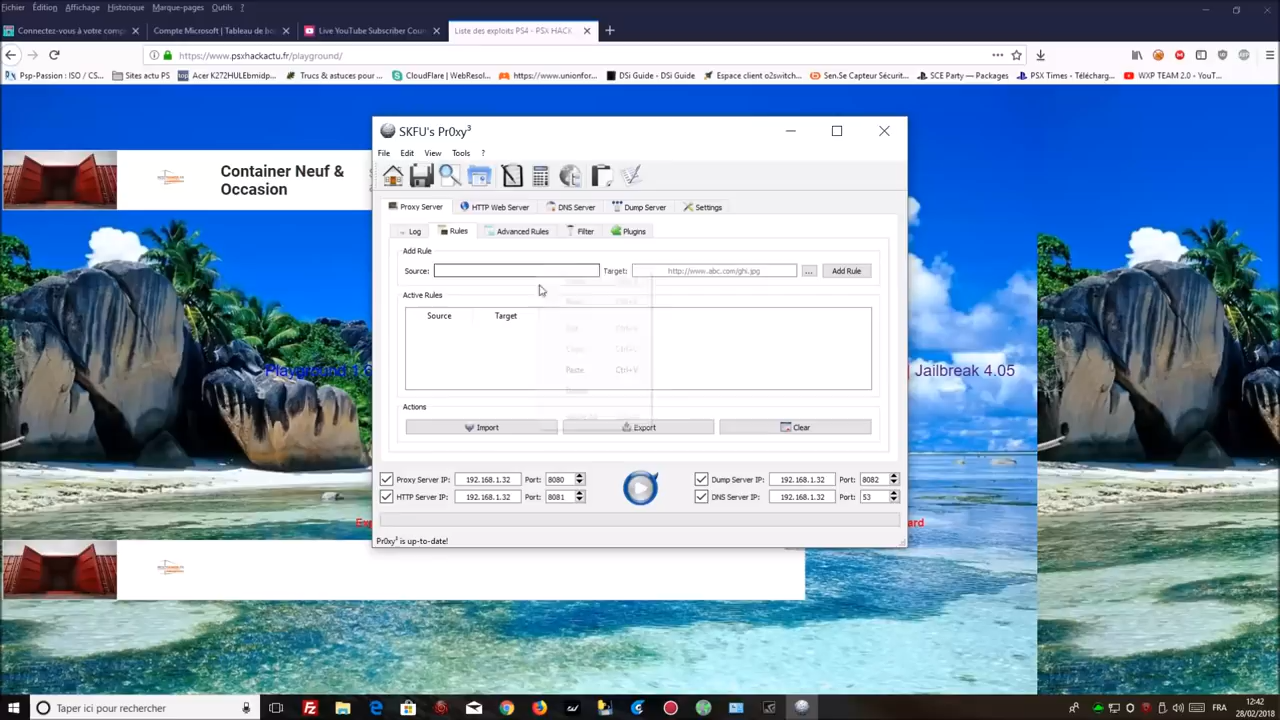 Fichier Édition Affichage Historique Marque-pages Outils ?
Connectez-vous à votre comp
Compte Microsoft | Tableau de bo
Live YouTube Subscriber Coun
Liste des exploits PS4 - PSX HACK
https://www.psxhackactu.fr/playground/
Psp-Passion : ISO / CS...
Sites actu PS
Acer K272HULEbmidp...
Trucs & astuces pour ...
CloudFlare | WebResol...
https://www.unionfor...
DSi Guide - DSi Guide
Espace client o2switch...
Sen.Se Capteur Sécurit...
SCE Party — Packages
PSX Times - Télécharg...
WXP TEAM 2.0 - YouT...
Container Neuf &
Occasion
SKFU's Pr0xy³
File Edit View Tools ?
Proxy Server HTTP Web Server DNS Server Dump Server Settings
Log Rules Advanced Rules Filter Plugins
Add Rule
Source: Target: http://www.abc.com/ghi.jpg ... Add Rule
Active Rules
Source Target
Paste Ctrl+V
Playground 1.
| Jailbreak 4.05
Actions
Import Export Clear
Proxy Server IP: 192.168.1.32 Port: 8080
Dump Server IP: 192.168.1.32 Port: 8082
HTTP Server IP: 192.168.1.32 Port: 8081
DNS Server IP: 192.168.1.32 Port: 53
Pr0xy³ is up-to-date!
Taper ici pour rechercher
FRA
12:42
28/02/2018